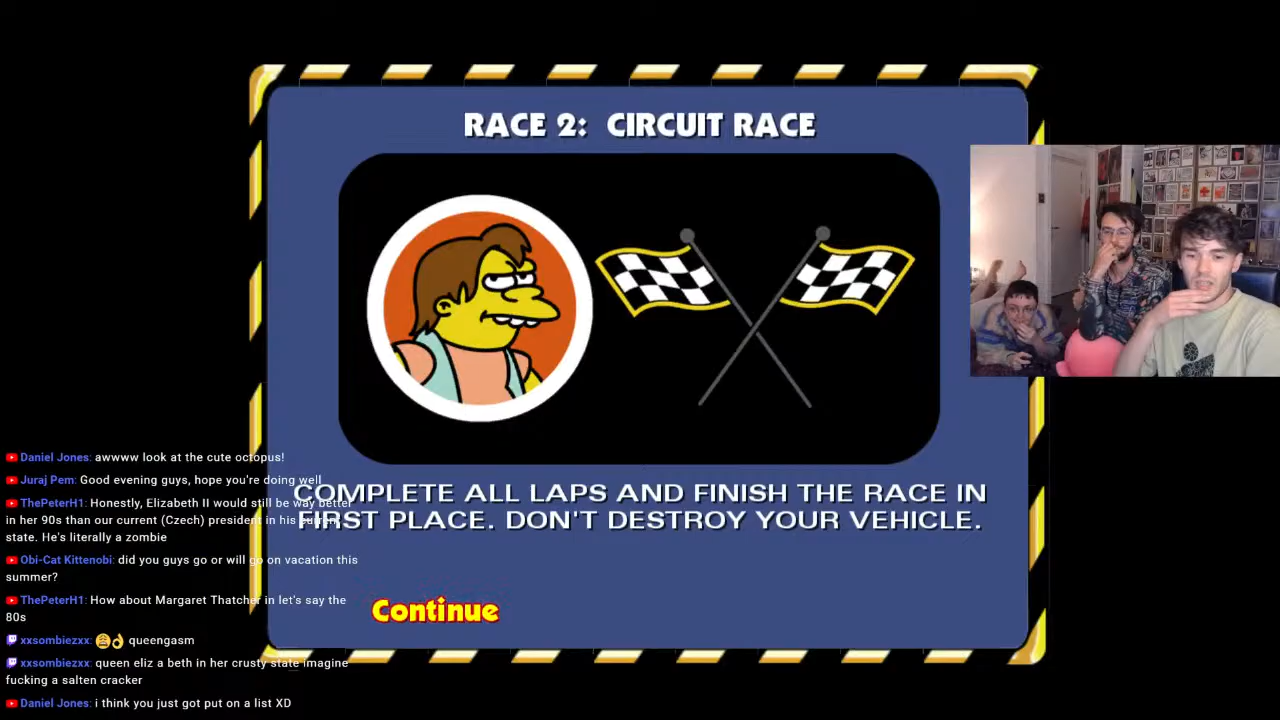 RACE 2: CIRCUIT RACE
COMPLETE ALL LAPS AND FINISH THE RACE IN
FIRST PLACE. DON'T DESTROY YOUR VEHICLE.
Continue
Daniel Jones: awwww look at the cute octopus!
Juraj Pem: Good evening guys, hope you're doing well
ThePeterH1: Honestly, Elizabeth II would still be way better
in her 90s than our current (Czech) president in his current
state. He's literally a zombie
Obi-Cat Kittenobi: did you guys go or will go on vacation this
summer?
ThePeterH1: How about Margaret Thatcher in let's say the
80s
xxsombiezxx: 😩👌 queengasm
xxsombiezxx: queen eliz a beth in her crusty state imagine
fucking a salten cracker
Daniel Jones: i think you just got put on a list XD